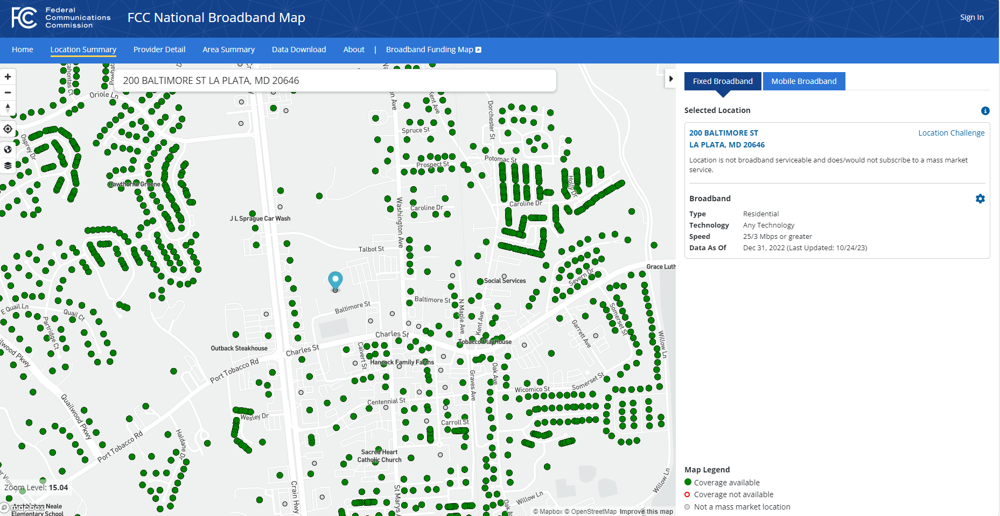 Federal
Communications
Commission
FCC National Broadband Map
Sign In
Home
Location Summary
Provider Detail
Area Summary
Data Download
About
|
Broadband Funding Map
200 BALTIMORE ST LA PLATA, MD 20646
Oriole Ln
Osprey Dr
Hawthorne Greene
J L Sprague Car Wash
Spruce St
Kent Ave
Dorchester St
Potomac St
Prospect St
Holly Dr
Caroline Dr
Caroline Dr
Washington Ave
Talbot St
Grace Luth
Social Services
Severn Dr
Baltimore St
Baltimore St
N Maple Ave
Kent Ave
E Quail Ln
Quail Ct
Partridge Ct
Somerset St
Garrett Ave
Willow Ln
Charles St
Tobacco PlayHouse
Outback Steakhouse
Charles St
Calvert St
Hancock Family Farms
Port Tobacco Rd
Quailwood Pkwy
Oak Ave
Graves Ave
Wicomico St
Somerset St
Centennial St
Wesley Dr
Carroll St
Haldane Dr
Port Tobacco Rd
Sacred Heart
Catholic Church
Crain Hwy
St Marys
Willow Ln
Willow Ln
Zoom Level: 15.04
mapbox
Archbishop Neale
Elementary School
© Mapbox © OpenStreetMap Improve this map
Fixed Broadband
Mobile Broadband
Selected Location
200 BALTIMORE ST
LA PLATA, MD 20646
Location Challenge
Location is not broadband serviceable and does/would not subscribe to a mass market
service.
Broadband
Type Residential
Technology Any Technology
Speed 25/3 Mbps or greater
Data As Of Dec 31, 2022 (Last Updated: 10/24/23)
Map Legend
Coverage available
Coverage not available
Not a mass market location